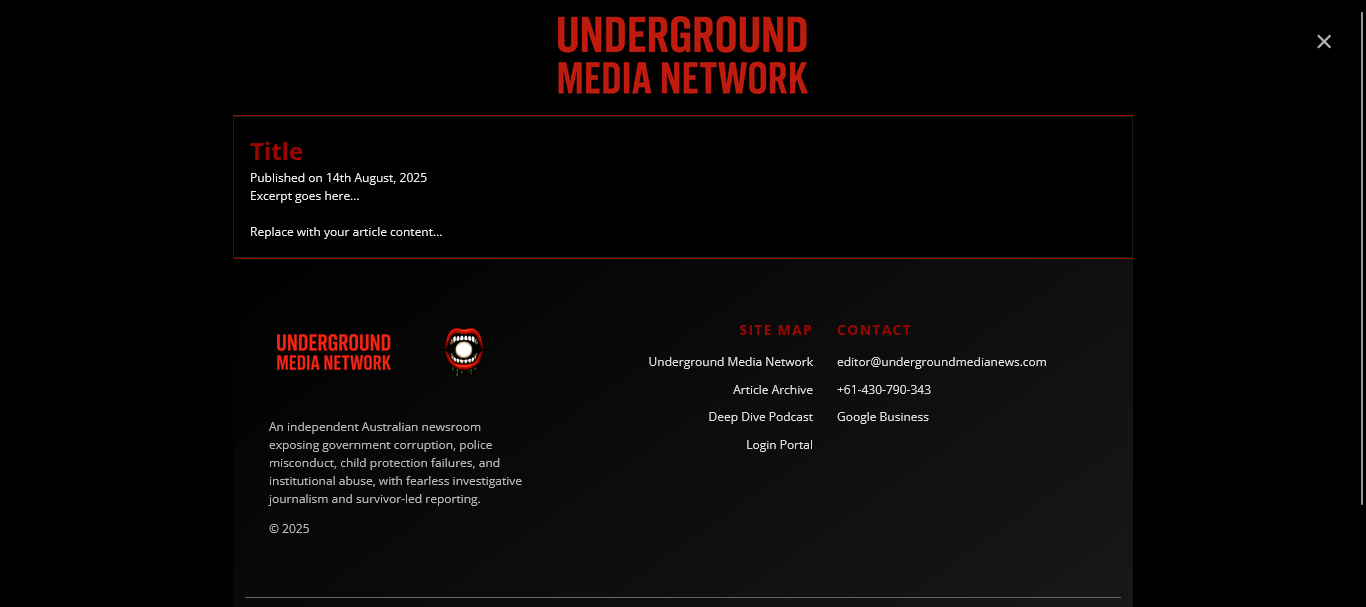 UNDERGROUND
MEDIA NETWORK
Title
Published on 14th August, 2025
Excerpt goes here...
Replace with your article content...
UNDERGROUND
MEDIA NETWORK
An independent Australian newsroom
exposing government corruption, police
misconduct, child protection failures, and
institutional abuse, with fearless investigative
journalism and survivor-led reporting.
© 2025
SITE MAP
Underground Media Network
Article Archive
Deep Dive Podcast
Login Portal
CONTACT
editor@undergroundmedianews.com
+61-430-790-343
Google Business